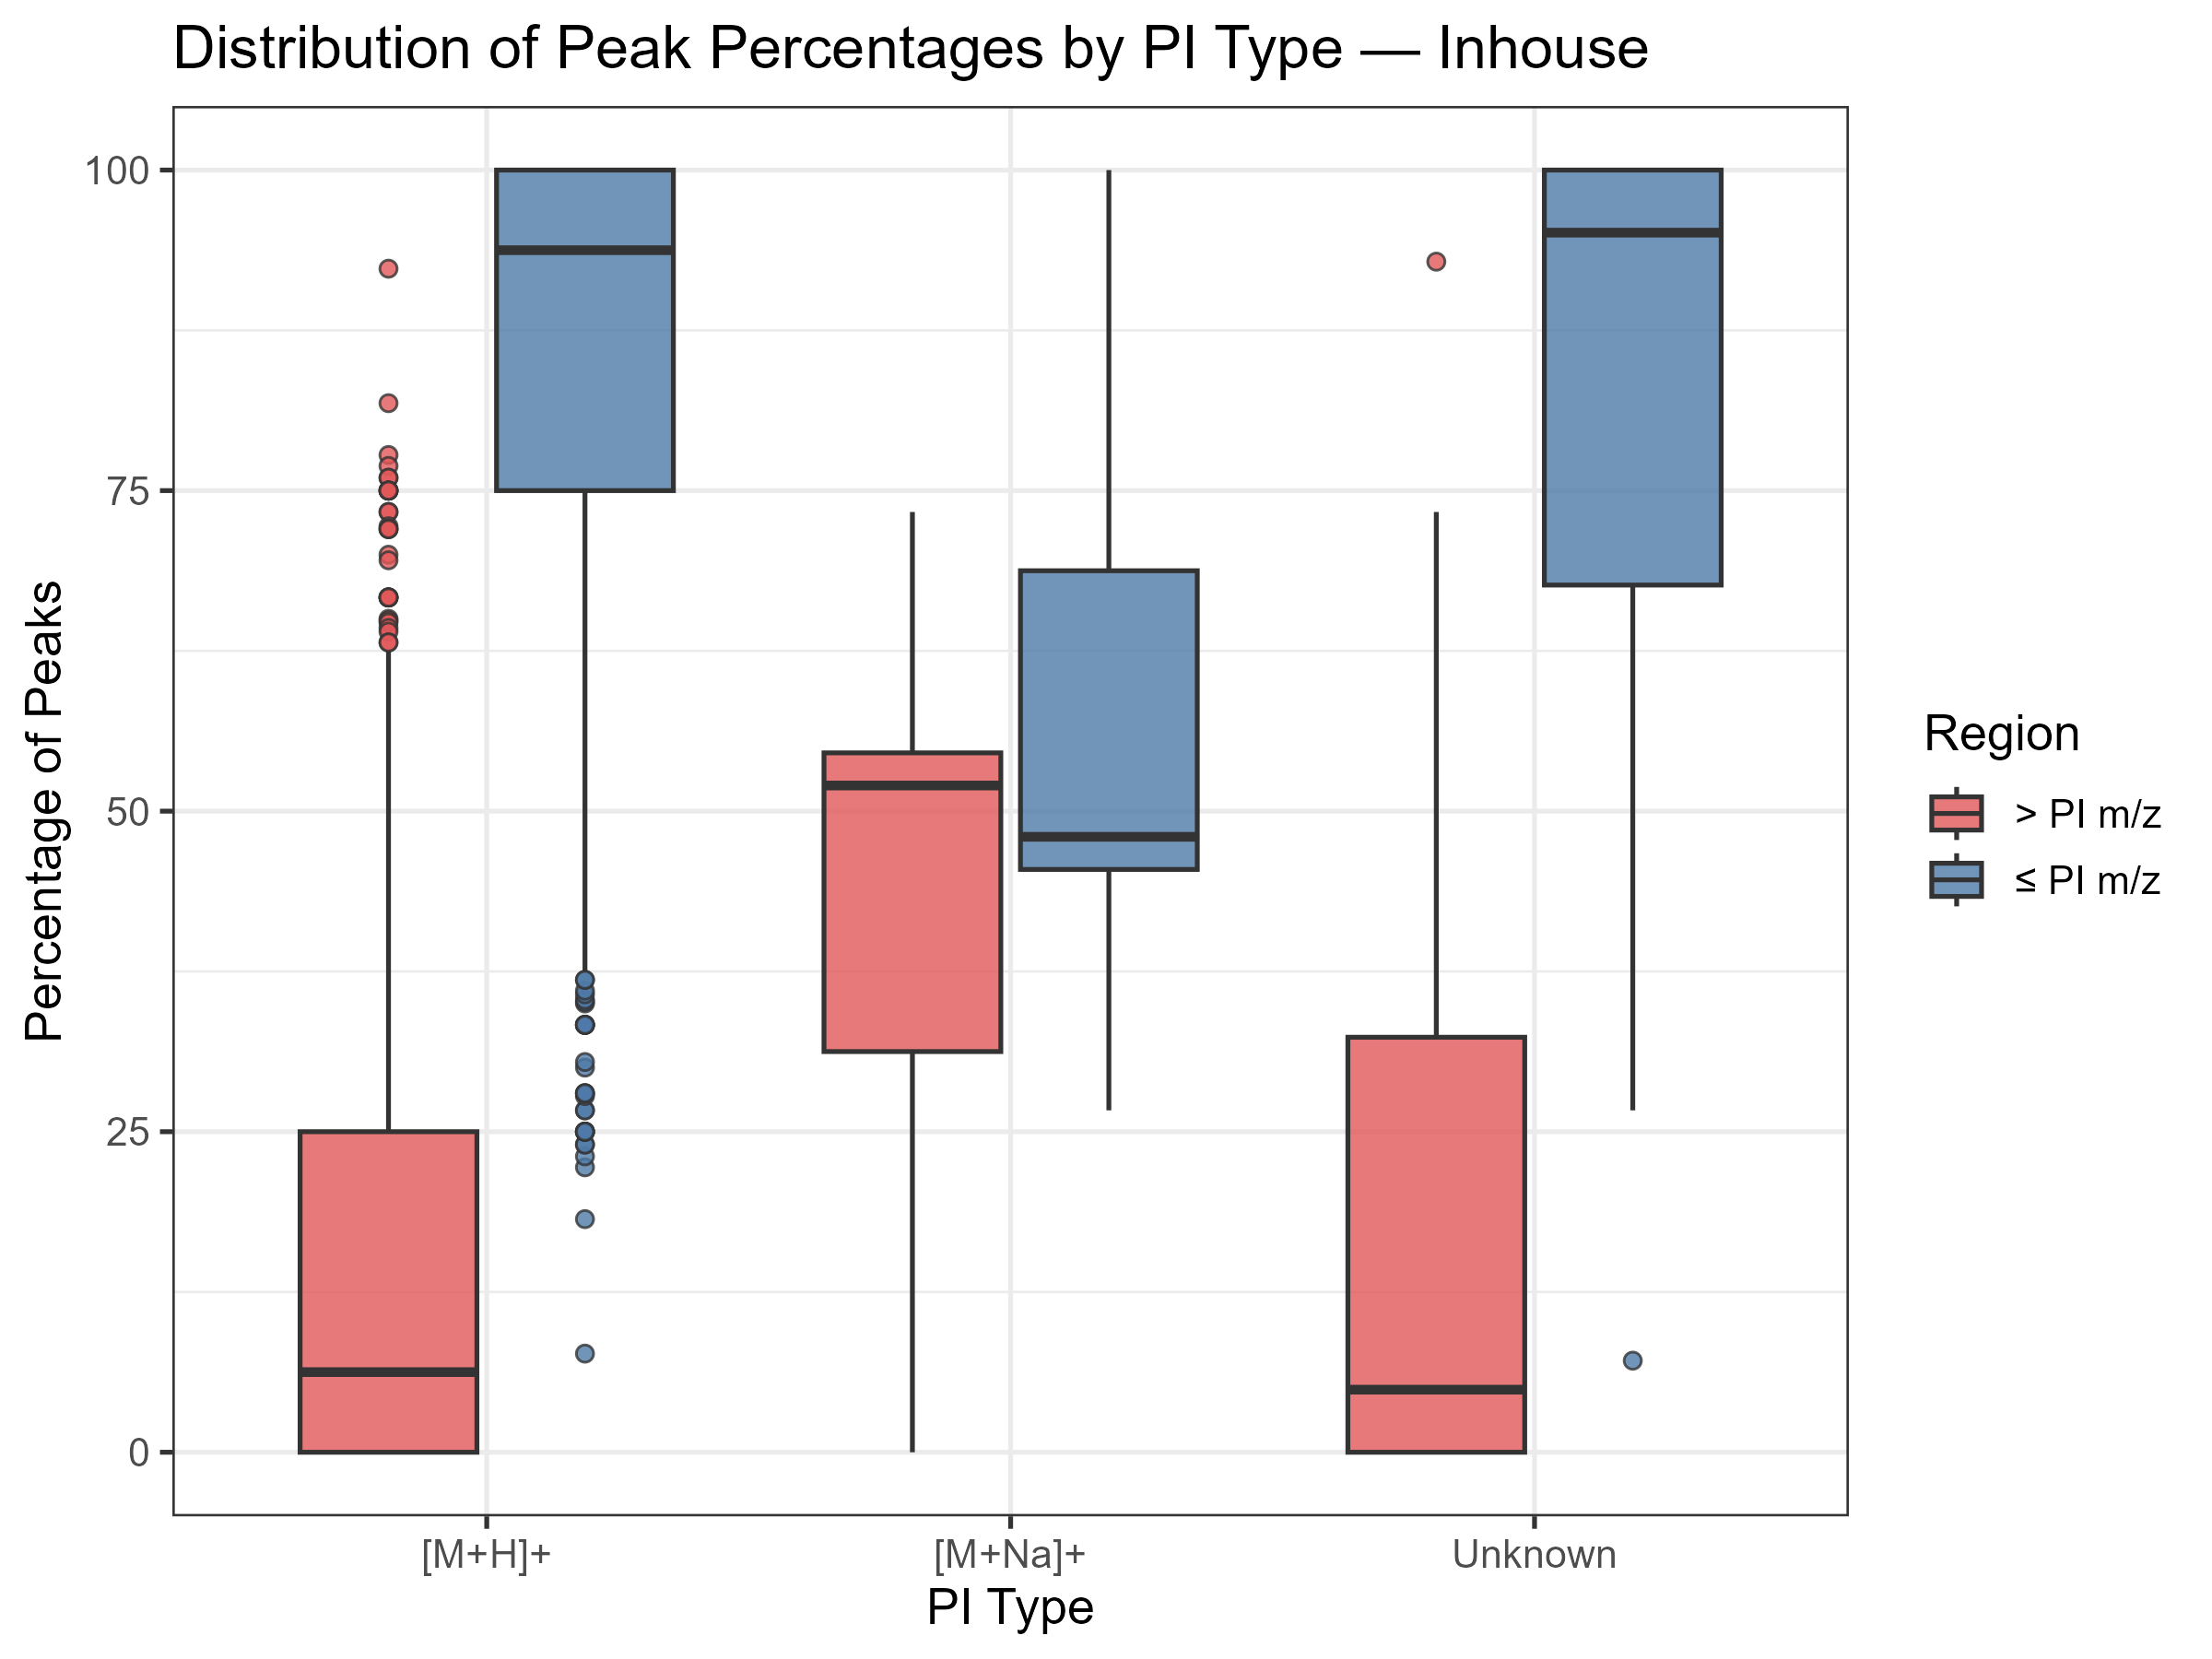 Distribution of Peak Percentages by PI Type — Inhouse
Percentage of Peaks
100
75
50
25
0
[M+H]+
[M+Na]+
Unknown
PI Type
Region
> PI m/z
≤ PI m/z